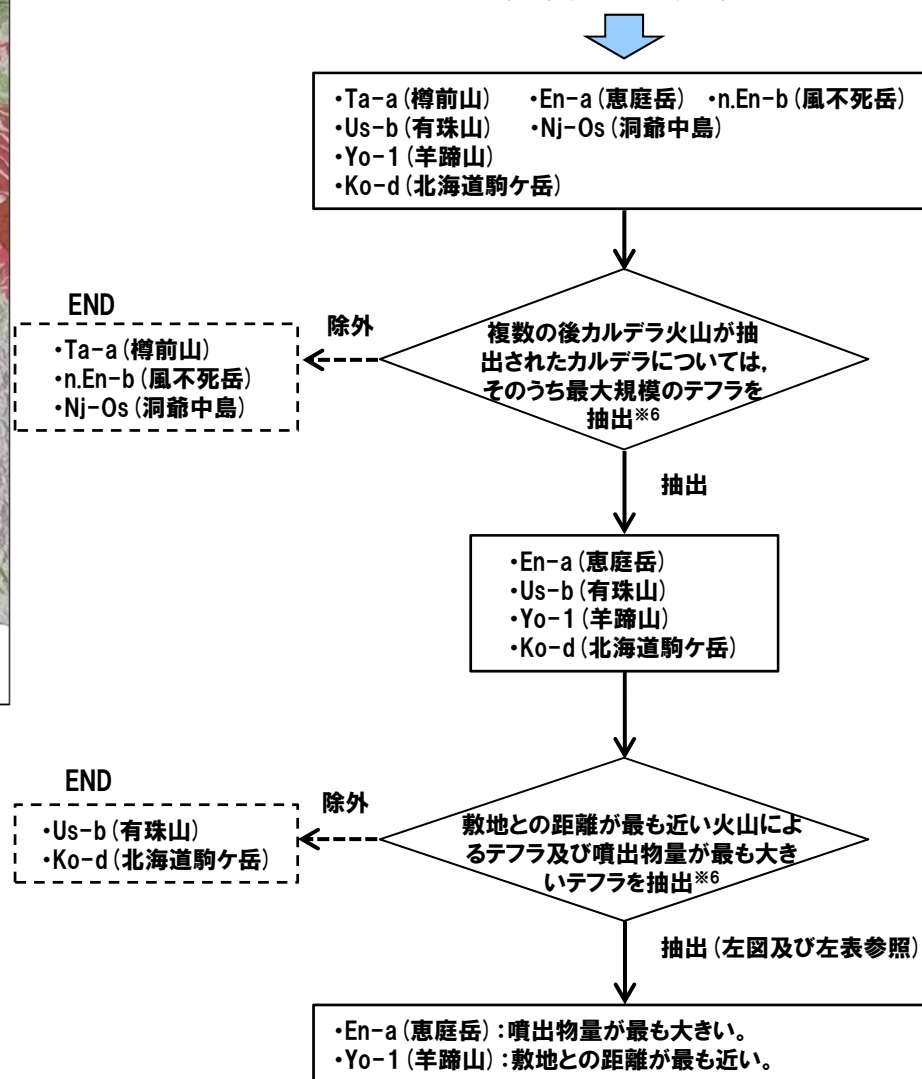 ・Ta-a（樽前山）　・En-a（恵庭岳）　・n.En-b（風不死岳）
・Us-b（有珠山）　・Nj-Os（洞爺中島）
・Yo-1（羊蹄山）
・Ko-d（北海道駒ケ岳）
END
除外
・Ta-a（樽前山）
・n.En-b（風不死岳）
・Nj-Os（洞爺中島）
複数の後カルデラ火山が抽
出されたカルデラについては，
そのうち最大規模のテフラを
抽出※6
抽出
・En-a（恵庭岳）
・Us-b（有珠山）
・Yo-1（羊蹄山）
・Ko-d（北海道駒ケ岳）
END
除外
・Us-b（有珠山）
・Ko-d（北海道駒ケ岳）
敷地との距離が最も近い火山によ
るテフラ及び噴出物量が最も大き
いテフラを抽出※6
抽出（左図及び左表参照）
・En-a（恵庭岳）：噴出物量が最も大きい。
・Yo-1（羊蹄山）：敷地との距離が最も近い。